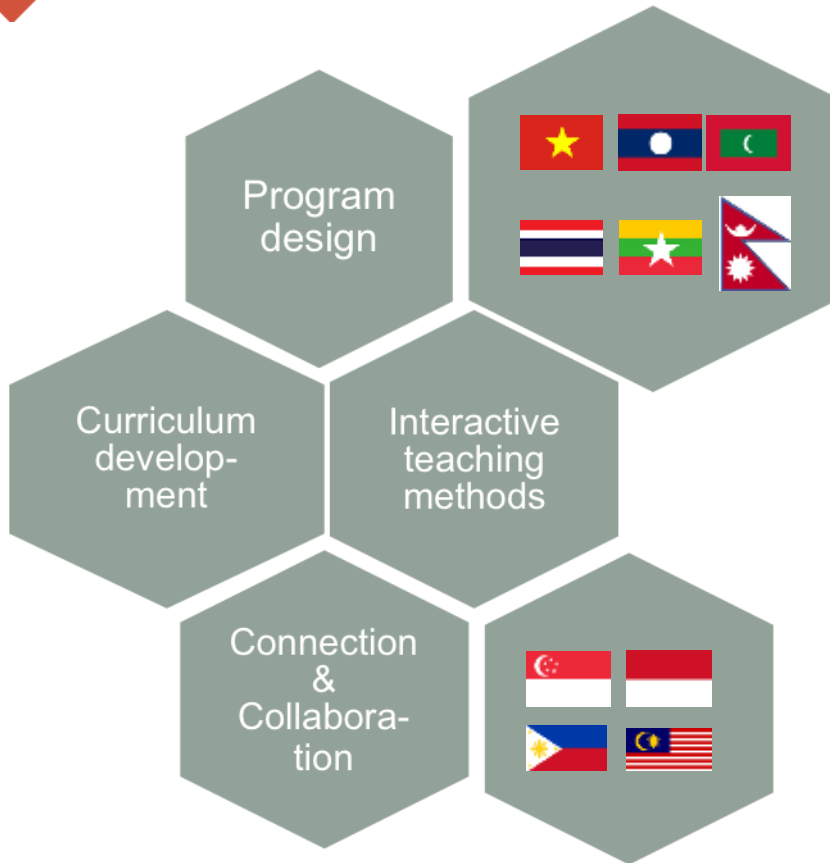 Program
design
Curriculum
develop-
ment
Interactive
teaching
methods
Connection
&
Collabora-
tion